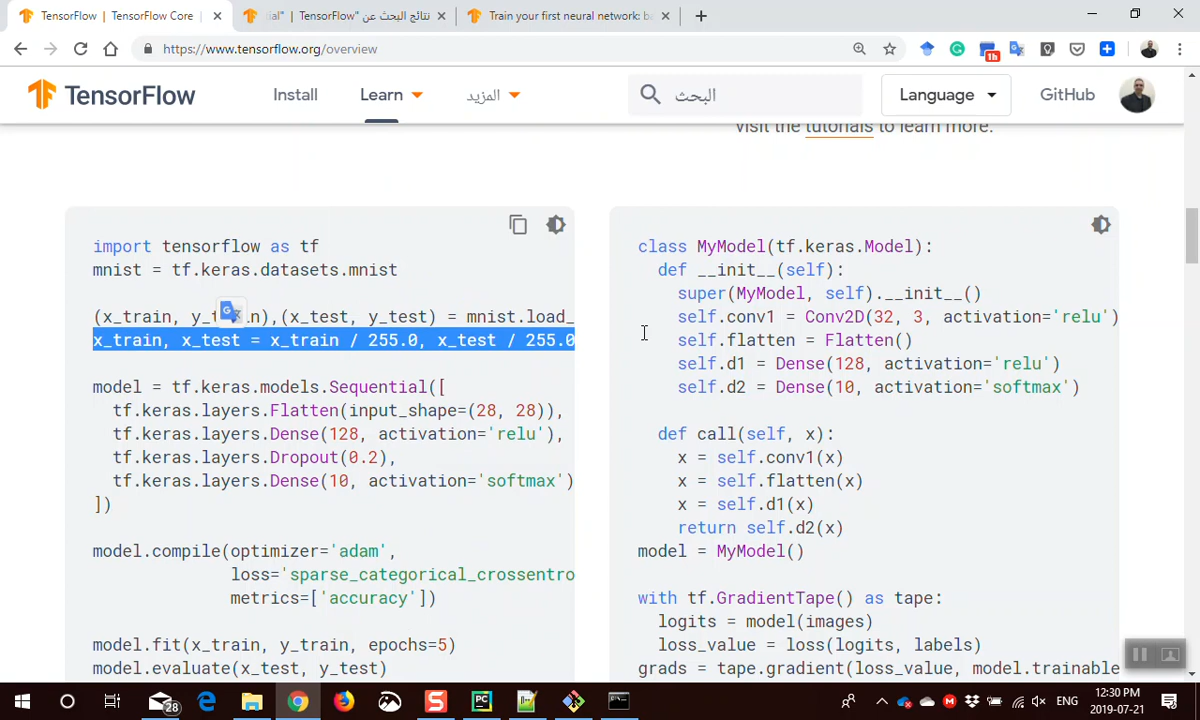 TensorFlow | TensorFlow Core
نتائج البحث عن "TensorFlow | "ial
Train your first neural network: ba
https://www.tensorflow.org/overview
1h
TensorFlow
Install
Learn
المزيد
البحث
Language
GitHub
visit the tutorials to learn more.
import tensorflow as tf
mnist = tf.keras.datasets.mnist
(x_train, y_t n),(x_test, y_test) = mnist.load_
x_train, x_test = x_train / 255.0, x_test / 255.0
model = tf.keras.models.Sequential([
tf.keras.layers.Flatten(input_shape=(28, 28)),
tf.keras.layers.Dense(128, activation='relu'),
tf.keras.layers.Dropout(0.2),
tf.keras.layers.Dense(10, activation='softmax')
])
model.compile(optimizer='adam',
loss='sparse_categorical_crossentro
metrics=['accuracy'])
model.fit(x_train, y_train, epochs=5)
model.evaluate(x_test, y_test)
class MyModel(tf.keras.Model):
def __init__(self):
super(MyModel, self).__init__()
self.conv1 = Conv2D(32, 3, activation='relu')
self.flatten = Flatten()
self.d1 = Dense(128, activation='relu')
self.d2 = Dense(10, activation='softmax')
def call(self, x):
x = self.conv1(x)
x = self.flatten(x)
x = self.d1(x)
return self.d2(x)
model = MyModel()
with tf.GradientTape() as tape:
logits = model(images)
loss_value = loss(logits, labels)
grads = tape.gradient(loss_value, model.trainable
28
ENG
12:30 PM
2019-07-21